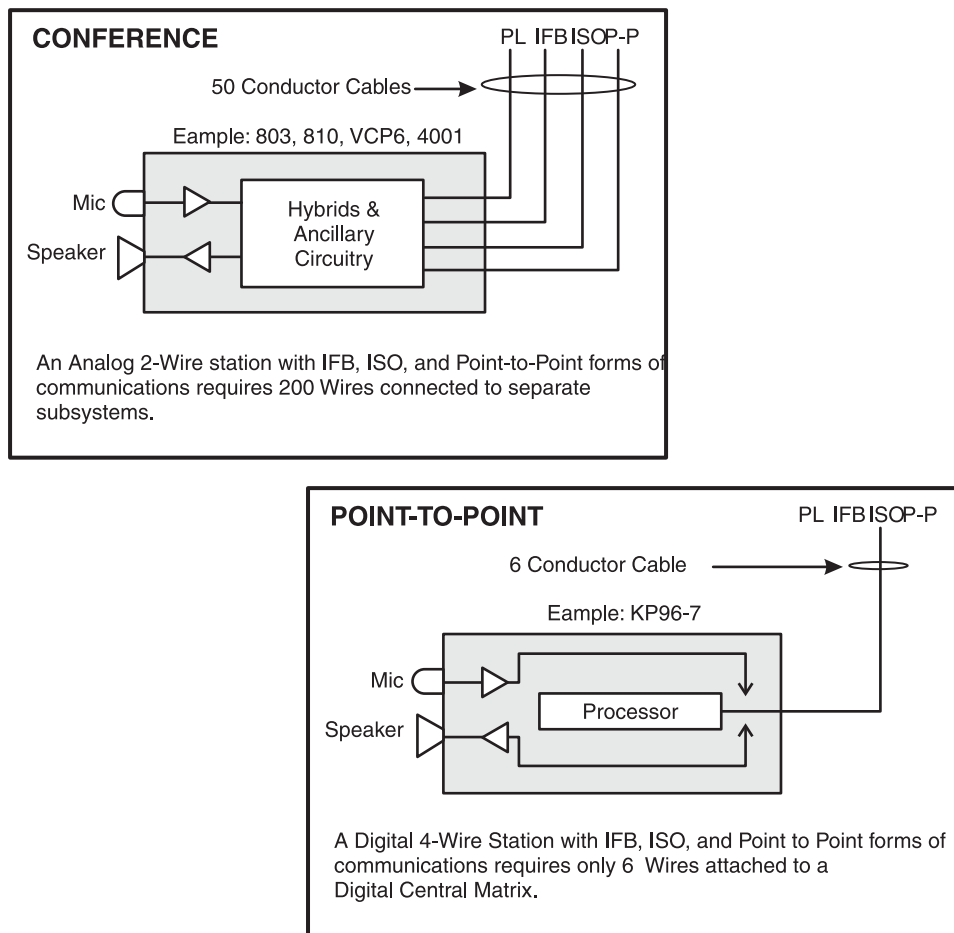 CONFERENCE
PL IFB ISOP-P
50 Conductor Cables
Eample: 803, 810, VCP6, 4001
Mic
Hybrids &
Ancillary
Circuitry
Speaker
An Analog 2-Wire station with IFB, ISO, and Point-to-Point forms of
communications requires 200 Wires connected to separate
subsystems.
POINT-TO-POINT
PL IFB ISOP-P
6 Conductor Cable
Eample: KP96-7
Mic
Processor
Speaker
A Digital 4-Wire Station with IFB, ISO, and Point to Point forms of
communications requires only 6 Wires attached to a
Digital Central Matrix.